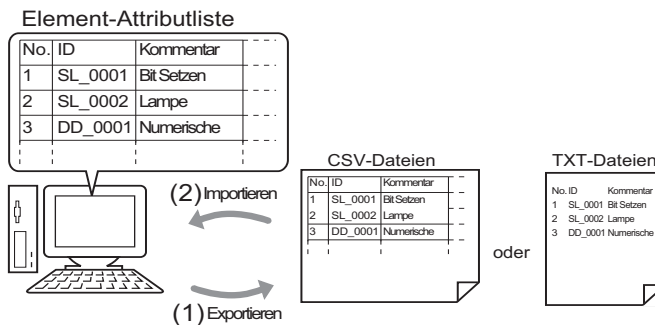 Element-Attributliste
No. ID Kommentar
1 SL_0001 Bit Setzen
2 SL_0002 Lampe
3 DD_0001 Numerische
(2) Importieren
(1) Exportieren
CSV-Dateien
No. ID Kommentar
1 SL_0001 Bit Setzen
2 SL_0002 Lampe
3 DD_0001 Numerische
oder
TXT-Dateien
No. ID Kommentar
1 SL_0001 Bit Setzen
2 SL_0002 Lampe
3 DD_0001 Numerische